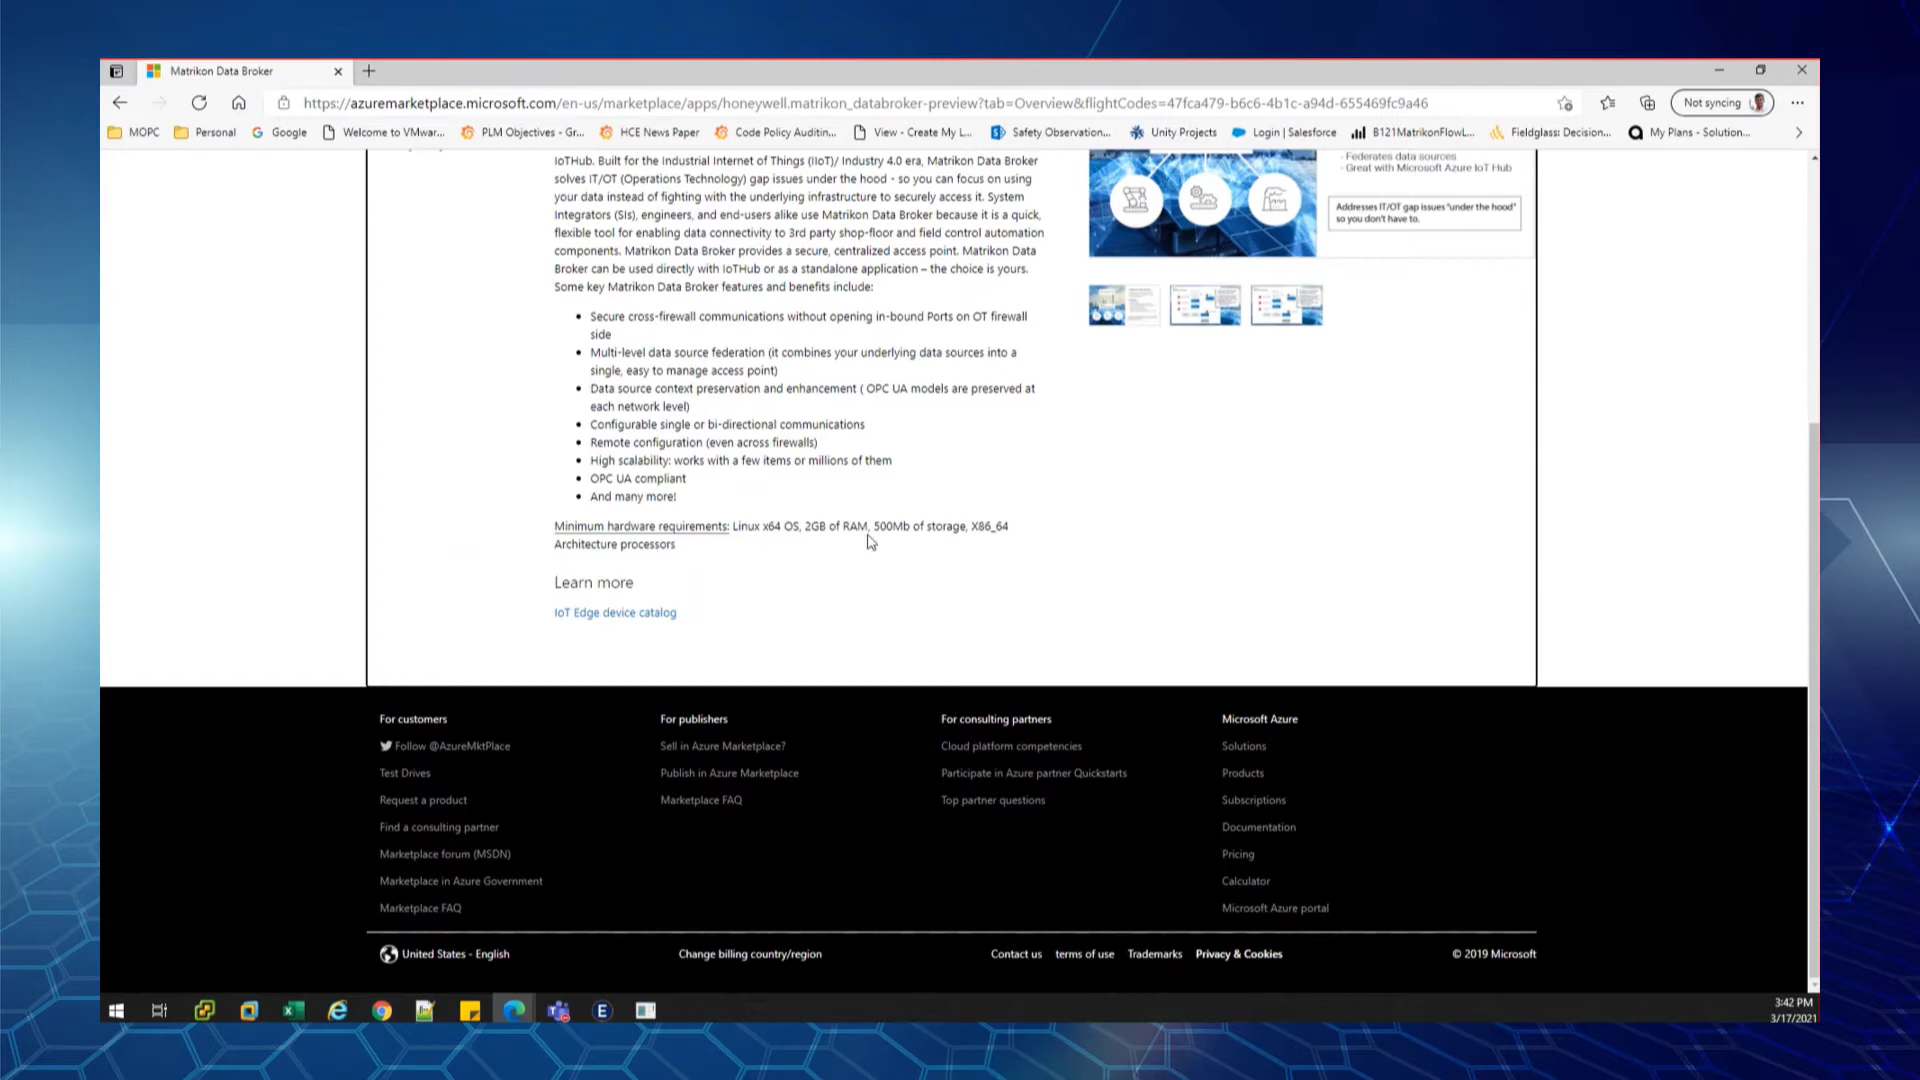 Matrikon Data Broker
https://azuremarketplace.microsoft.com/en-us/marketplace/apps/honeywell.matrikon_databroker-preview?tab=Overview&flightCodes=47fca479-b6c6-4b1c-a94d-655469fc9a46
Not syncing
MOPC
Personal
Google
Welcome to VMwar...
PLM Objectives - Gr...
HCE News Paper
Code Policy Auditin...
View - Create My L...
Safety Observation...
Unity Projects
Login | Salesforce
B121MatrikonFlowL...
Fieldglass: Decision...
My Plans - Solution...
IoTHub. Built for the Industrial Internet of Things (IIoT)/ Industry 4.0 era, Matrikon Data Broker
solves IT/OT (Operations Technology) gap issues under the hood - so you can focus on using
your data instead of fighting with the underlying infrastructure to securely access it. System
Integrators (SIs), engineers, and end-users alike use Matrikon Data Broker because it is a quick,
flexible tool for enabling data connectivity to 3rd party shop-floor and field control automation
components. Matrikon Data Broker provides a secure, centralized access point. Matrikon Data
Broker can be used directly with IoTHub or as a standalone application – the choice is yours.
Some key Matrikon Data Broker features and benefits include:
• Secure cross-firewall communications without opening in-bound Ports on OT firewall
side
• Multi-level data source federation (it combines your underlying data sources into a
single, easy to manage access point)
• Data source context preservation and enhancement ( OPC UA models are preserved at
each network level)
• Configurable single or bi-directional communications
• Remote configuration (even across firewalls)
• High scalability: works with a few items or millions of them
• OPC UA compliant
• And many more!
Minimum hardware requirements: Linux x64 OS, 2GB of RAM, 500Mb of storage, X86_64
Architecture processors
Learn more
IoT Edge device catalog
- Federates data sources
- Great with Microsoft Azure IoT Hub
Addresses IT/OT gap issues "under the hood"
so you don't have to.
For customers
Follow @AzureMktPlace
Test Drives
Request a product
Find a consulting partner
Marketplace forum (MSDN)
Marketplace in Azure Government
Marketplace FAQ
For publishers
Sell in Azure Marketplace?
Publish in Azure Marketplace
Marketplace FAQ
For consulting partners
Cloud platform competencies
Participate in Azure partner Quickstarts
Top partner questions
Microsoft Azure
Solutions
Products
Subscriptions
Documentation
Pricing
Calculator
Microsoft Azure portal
United States - English
Change billing country/region
Contact us
terms of use
Trademarks
Privacy & Cookies
© 2019 Microsoft
3:42 PM
3/17/2021